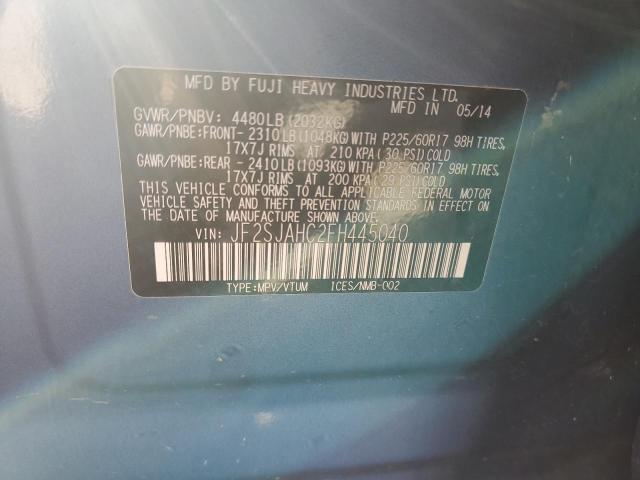 MFD BY FUJI HEAVY INDUSTRIES LTD.
MFD IN 05/14
GVWR/PNBV: 4480LB(2032KG)
GAWR/PNBE:FRONT- 2310LB(1048KG)WITH P225/60R17 98H TIRES,
17X7J RIMS AT 210 KPA(30 PSI)COLD
GAWR/PNBE:REAR - 2410LB(1093KG)WITH P225/60R17 98H TIRES,
17X7J RIMS AT 200 KPA(29 PSI)COLD
THIS VEHICLE CONFORMS TO ALL APPLICABLE FEDERAL MOTOR
VEHICLE SAFETY AND THEFT PREVENTION STANDARDS IN EFFECT
ON THE DATE OF MANUFACTURE SHOWN ABOVE.
VIN: JF2SJAHC2FH445040
TYPE:MPV/VTUM ICES/NMB-002